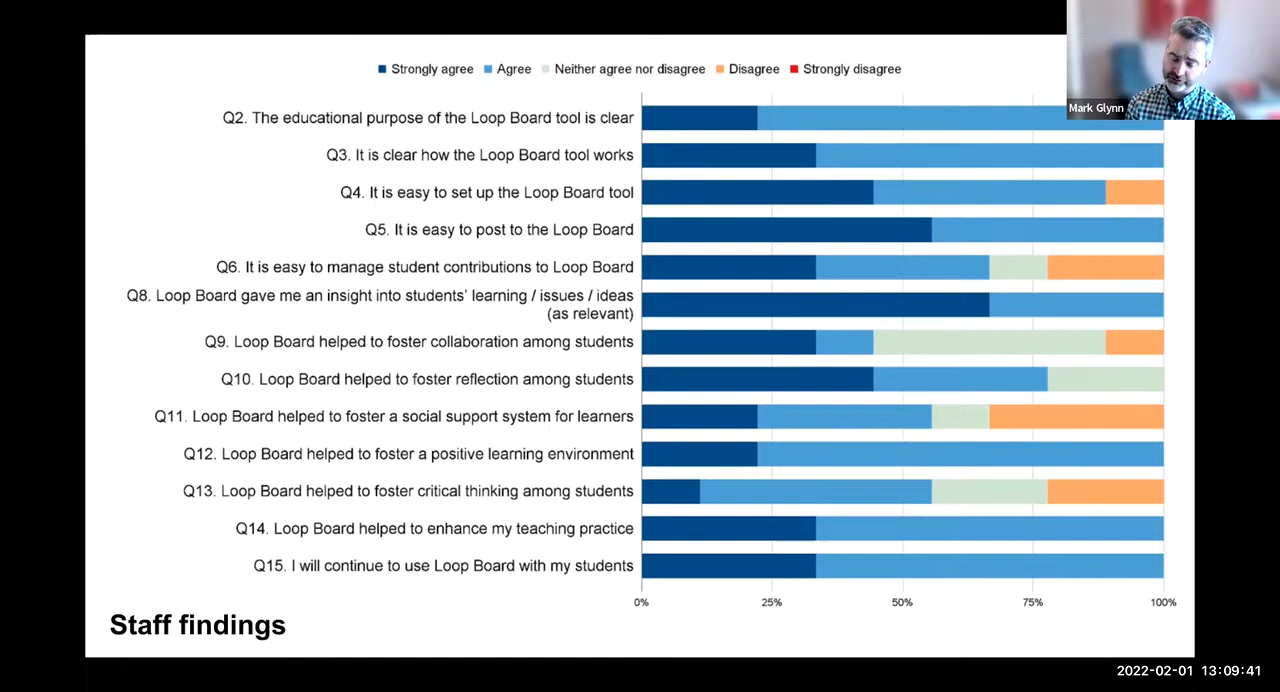 Strongly agree Agree Neither agree nor disagree Disagree Strongly disagree
Mark Glynn
Q2. The educational purpose of the Loop Board tool is clear
Q3. It is clear how the Loop Board tool works
Q4. It is easy to set up the Loop Board tool
Q5. It is easy to post to the Loop Board
Q6. It is easy to manage student contributions to Loop Board
Q8. Loop Board gave me an insight into students' learning / issues / ideas
(as relevant)
Q9. Loop Board helped to foster collaboration among students
Q10. Loop Board helped to foster reflection among students
Q11. Loop Board helped to foster a social support system for learners
Q12. Loop Board helped to foster a positive learning environment
Q13. Loop Board helped to foster critical thinking among students
Q14. Loop Board helped to enhance my teaching practice
Q15. I will continue to use Loop Board with my students
0% 25% 50% 75% 100%
Staff findings
2022-02-01 13:09:41